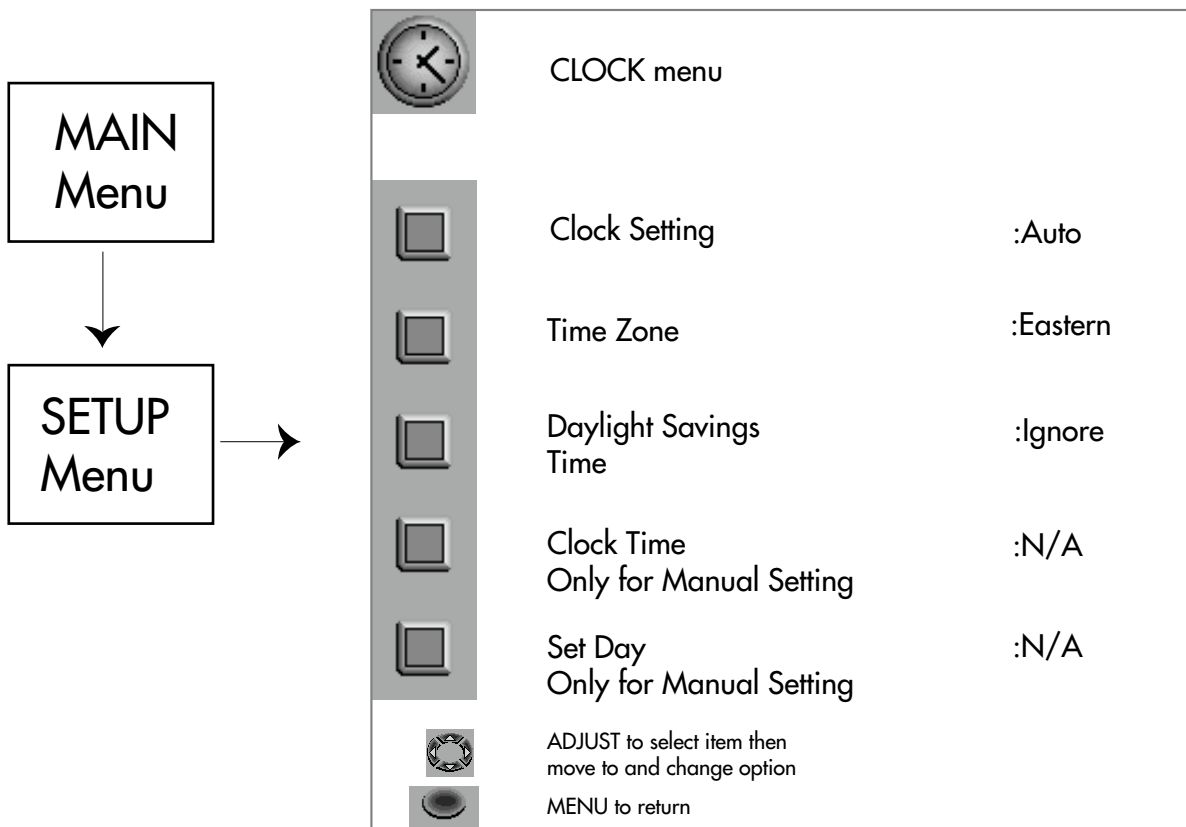 MAIN
Menu
SETUP
Menu
CLOCK menu
Clock Setting :Auto
Time Zone :Eastern
Daylight Savings :Ignore
Time
Clock Time :N/A
Only for Manual Setting
Set Day :N/A
Only for Manual Setting
ADJUST to select item then
move to and change option
MENU to return